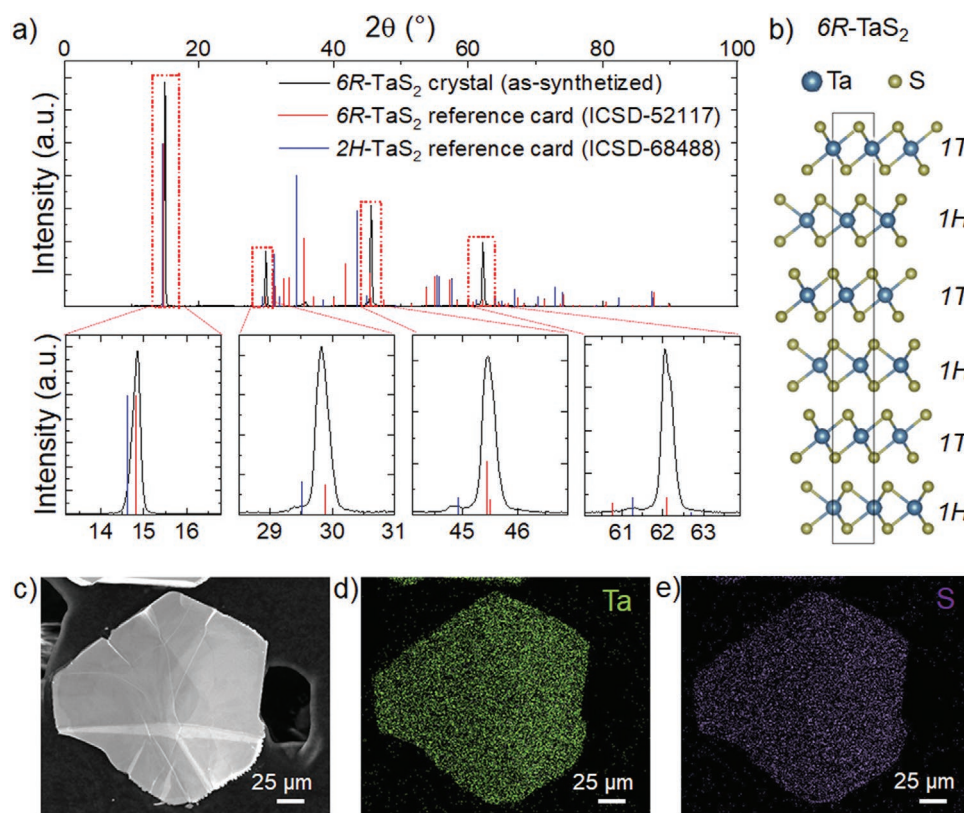 a)
2θ (°)
0 20 40 60 80 100
Intensity (a.u.)
6R-TaS₂ crystal (as-synthetized)
6R-TaS₂ reference card (ICSD-52117)
2H-TaS₂ reference card (ICSD-68488)
Intensity (a.u.)
14 15 16
29 30 31
45 46
61 62 63
b)
6R-TaS₂
Ta S
1T
1H
1T
1H
1T
1H
c)
25 µm
d)
Ta
25 µm
e)
S
25 µm